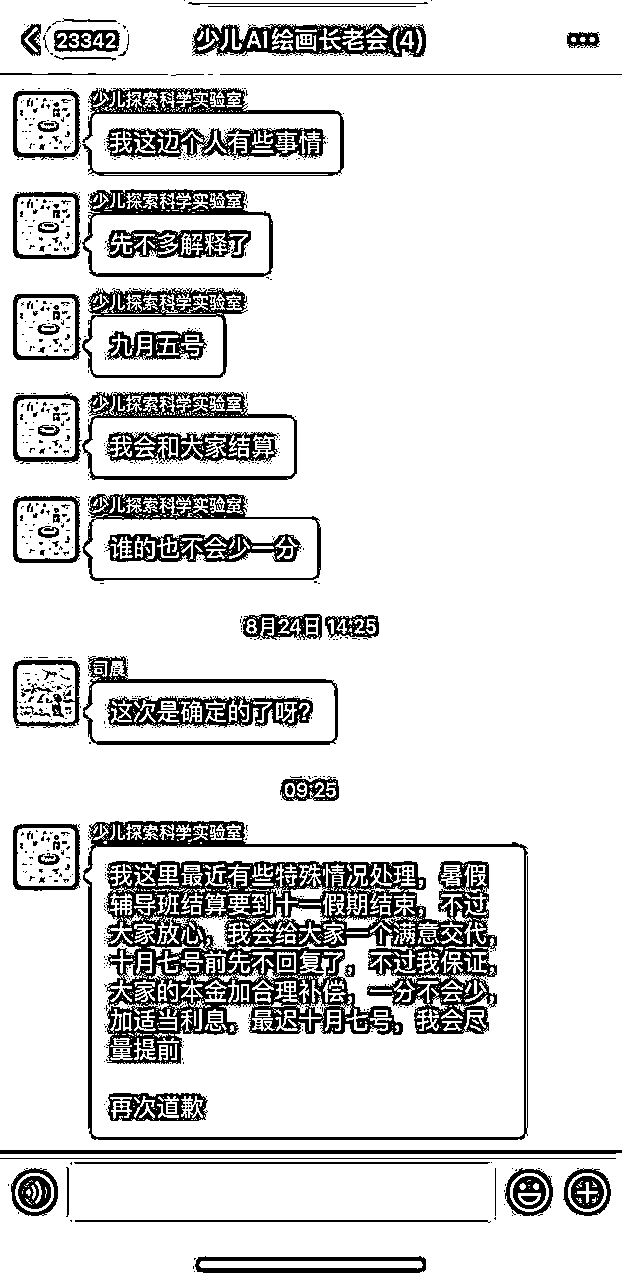 23342
少儿AI绘画长老会(4)
少儿探索科学实验室
我这边个人有些事情
少儿探索科学实验室
先不多解释了
少儿探索科学实验室
九月五号
少儿探索科学实验室
我会和大家结算
少儿探索科学实验室
谁的也不会少一分
8月24日 14:25
司晨
这次是确定的了呀?
09:25
少儿探索科学实验室
我这里最近有些特殊情况处理，暑假
辅导班结算要到十一假期结束，不过
大家放心，我会给大家一个满意交代，
十月七号前先不回复了，不过我保证，
大家的本金加合理补偿，一分不会少，
加适当利息，最迟十月七号，我会尽
量提前
再次道歉